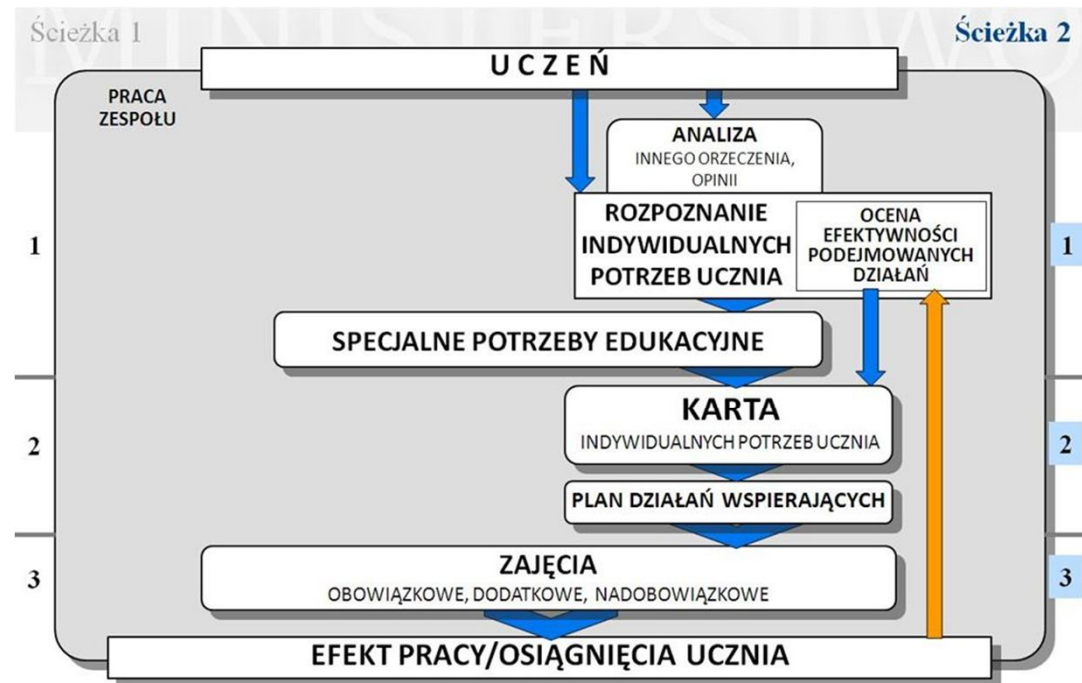 MINISTERSTWO
Ścieżka 1
Ścieżka 2
UCZEŃ
PRACA
ZESPOŁU
ANALIZA
INNEGO ORZECZENIA,
OPINII
ROZPOZNANIE
INDYWIDUALNYCH
POTRZEB UCZNIA
OCENA
EFEKTYWNOŚCI
PODEJMOWANYCH
DZIAŁAŃ
1
1
SPECJALNE POTRZEBY EDUKACYJNE
KARTA
INDYWIDUALNYCH POTRZEB UCZNIA
2
2
PLAN DZIAŁAŃ WSPIERAJĄCYCH
ZAJĘCIA
OBOWIĄZKOWE, DODATKOWE, NADOBOWIĄZKOWE
3
3
EFEKT PRACY/OSIĄGNIĘCIA UCZNIA